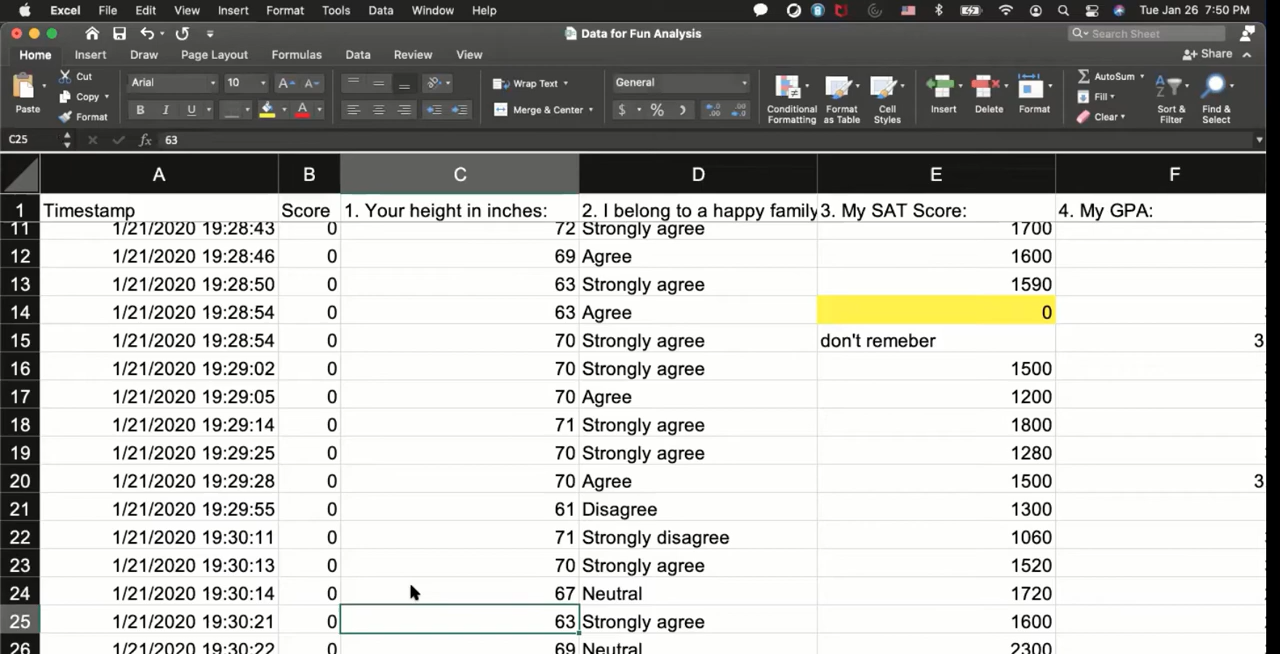 Excel File Edit View Insert Format Tools Data Window Help Tue Jan 26 7:50 PM
Data for Fun Analysis Search Sheet
Home Insert Draw Page Layout Formulas Data Review View Share
Cut Arial 10 Wrap Text General AutoSum
Copy Fill
Paste Format B I U Merge & Center $ % Conditional Formatting Format as Table Cell Styles Insert Delete Format Clear Sort & Filter Find & Select
C25 fx 63
A B C D E F
1 Timestamp Score 1. Your height in inches: 2. I belong to a happy family 3. My SAT Score: 4. My GPA:
11 1/21/2020 19:28:43 0 72 Strongly agree 1700
12 1/21/2020 19:28:46 0 69 Agree 1600
13 1/21/2020 19:28:50 0 63 Strongly agree 1590
14 1/21/2020 19:28:54 0 63 Agree 0
15 1/21/2020 19:28:54 0 70 Strongly agree don't remeber 3
16 1/21/2020 19:29:02 0 70 Strongly agree 1500
17 1/21/2020 19:29:05 0 70 Agree 1200
18 1/21/2020 19:29:14 0 71 Strongly agree 1800
19 1/21/2020 19:29:25 0 70 Strongly agree 1280
20 1/21/2020 19:29:28 0 70 Agree 1500 3
21 1/21/2020 19:29:55 0 61 Disagree 1300
22 1/21/2020 19:30:11 0 71 Strongly disagree 1060
23 1/21/2020 19:30:13 0 70 Strongly agree 1520
24 1/21/2020 19:30:14 0 67 Neutral 1720
25 1/21/2020 19:30:21 0 63 Strongly agree 1600
26 1/21/2020 19:30:22 0 69 Neutral 2300